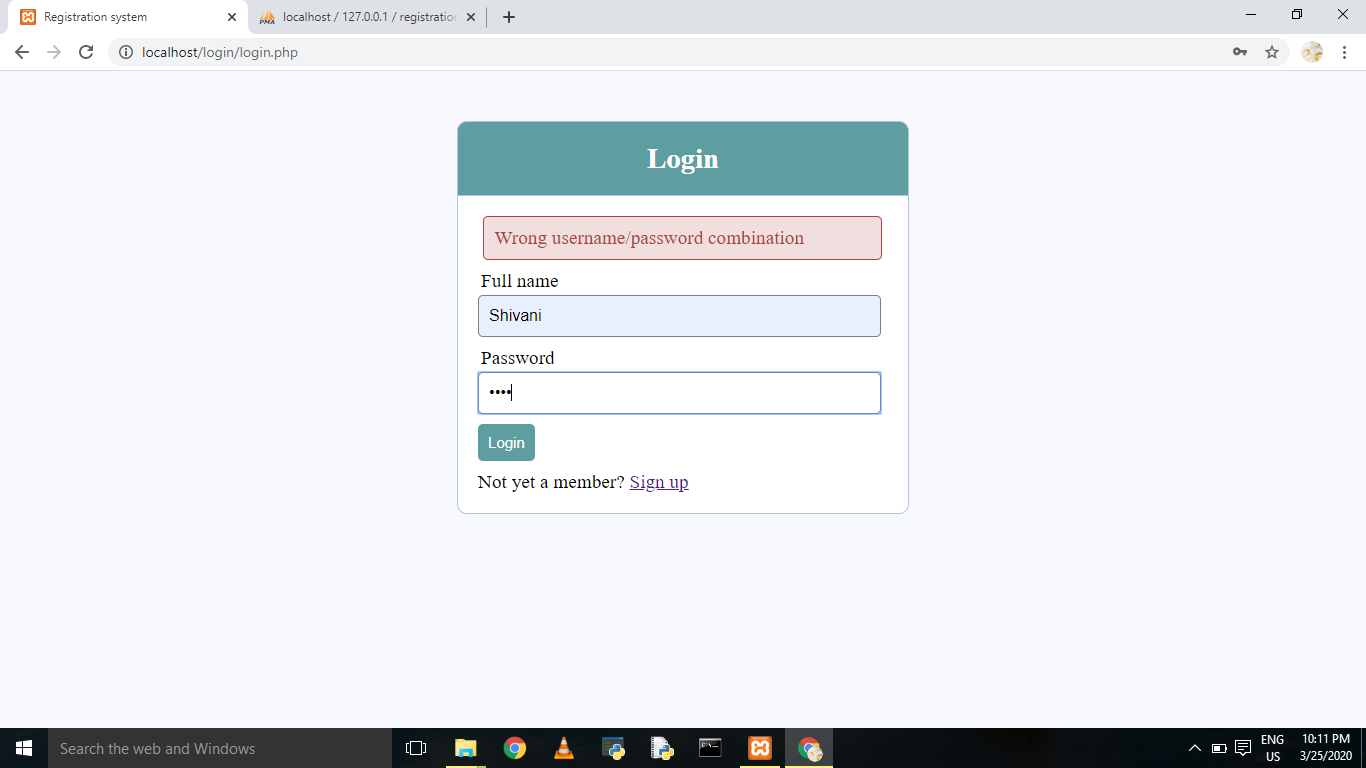 Registration system
localhost / 127.0.0.1 / registration
localhost/login/login.php
Login
Wrong username/password combination
Full name
Shivani
Password
••••
Login
Not yet a member? Sign up
Search the web and Windows
ENG
US
10:11 PM
3/25/2020